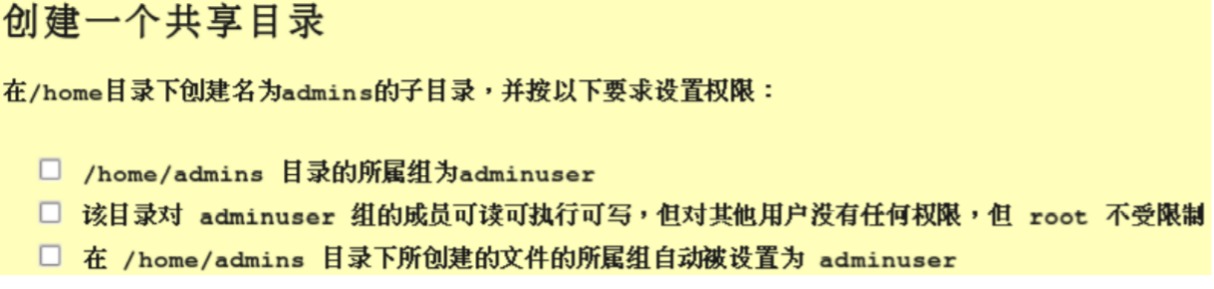 创建一个共享目录
在/home目录下创建名为admins的子目录，并按以下要求设置权限：
/home/admins 目录的所属组为adminuser
该目录对 adminuser 组的成员可读可执行可写，但对其他用户没有任何权限，但 root 不受限制
在 /home/admins 目录下所创建的文件的所属组自动被设置为 adminuser